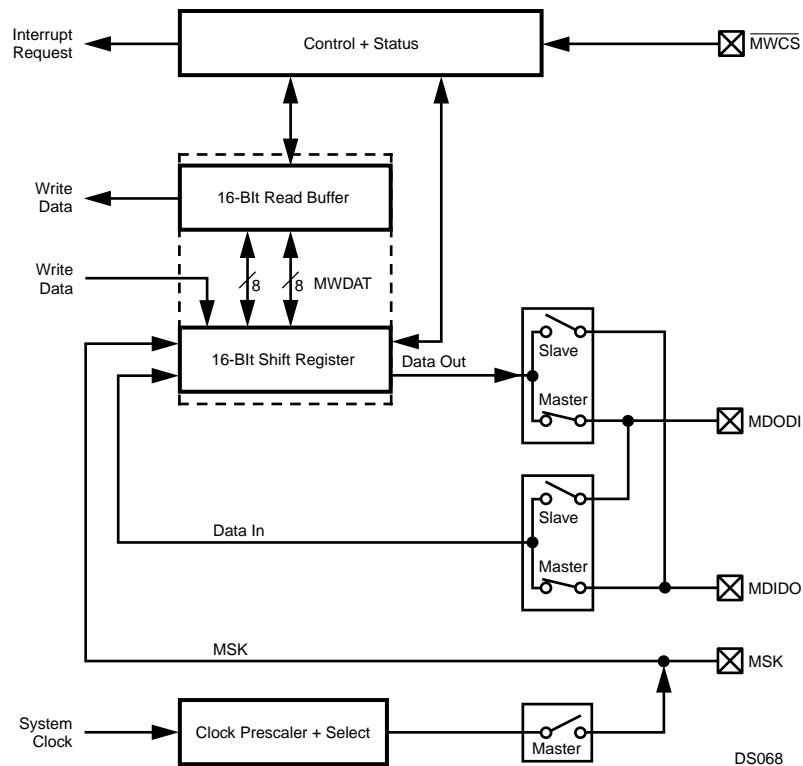 Interrupt
Request
Control + Status
MWCS
Write
Data
16-BIt Read Buffer
8
8
MWDAT
Write
Data
16-BIt Shift Register
Data Out
Slave
Master
MDODI
Slave
Data In
Master
MDIDO
MSK
MSK
System
Clock
Clock Prescaler + Select
Master
DS068